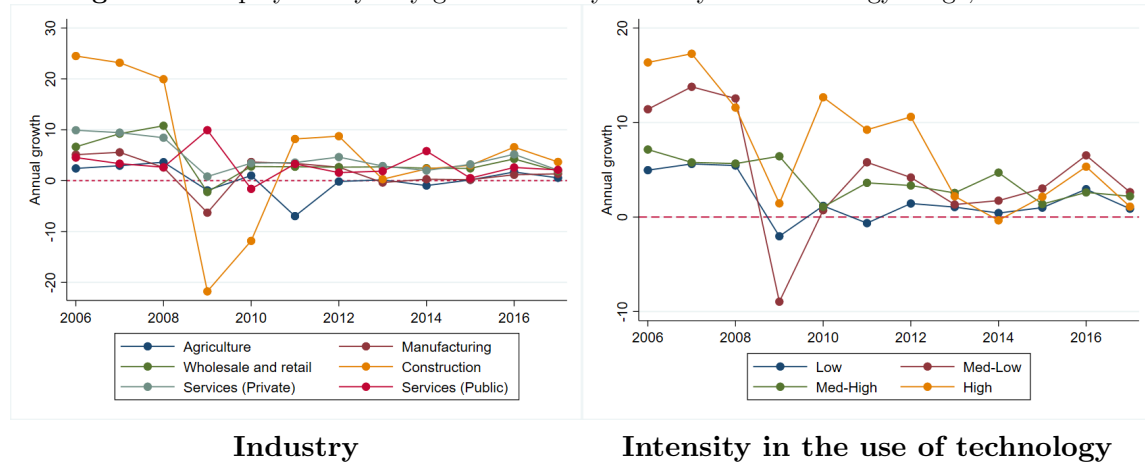 Annual growth
30
20
10
0
-10
-20
2006 2008 2010 2012 2014 2016
Agriculture Manufacturing
Wholesale and retail Construction
Services (Private) Services (Public)
Industry
Annual growth
20
10
0
-10
2006 2008 2010 2012 2014 2016
Low Med-Low
Med-High High
Intensity in the use of technology